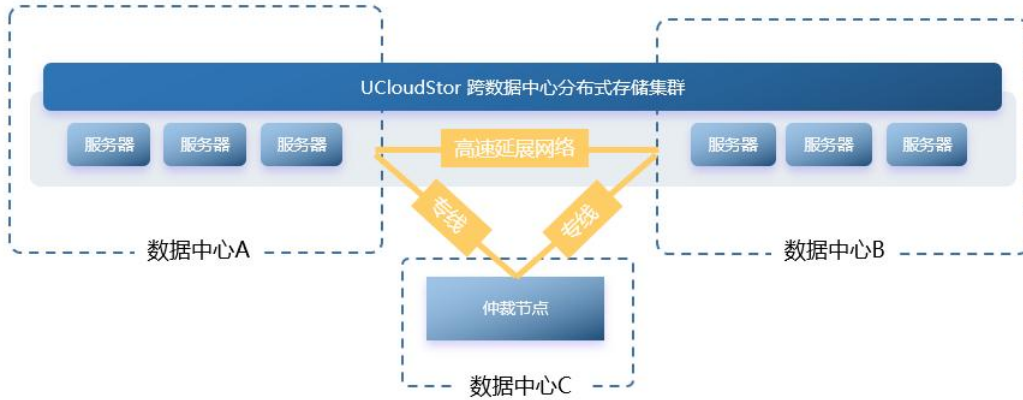 UCloudStor 跨数据中心分布式存储集群
服务器
服务器
服务器
高速延展网络
服务器
服务器
服务器
专线
专线
数据中心A
数据中心B
仲裁节点
数据中心C